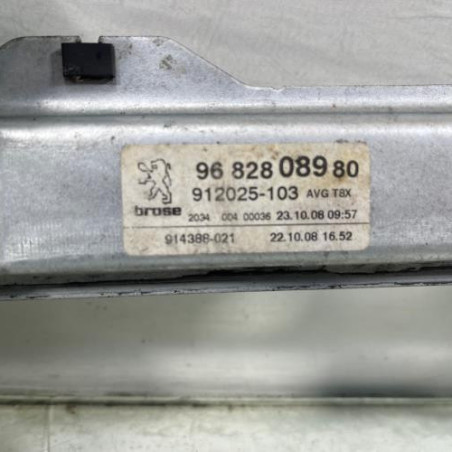 96 828 089 80
912025-103 AVG T8X
brose 2034 004 00036 23.10.08 09:57
914388-021 22.10.08 16.52